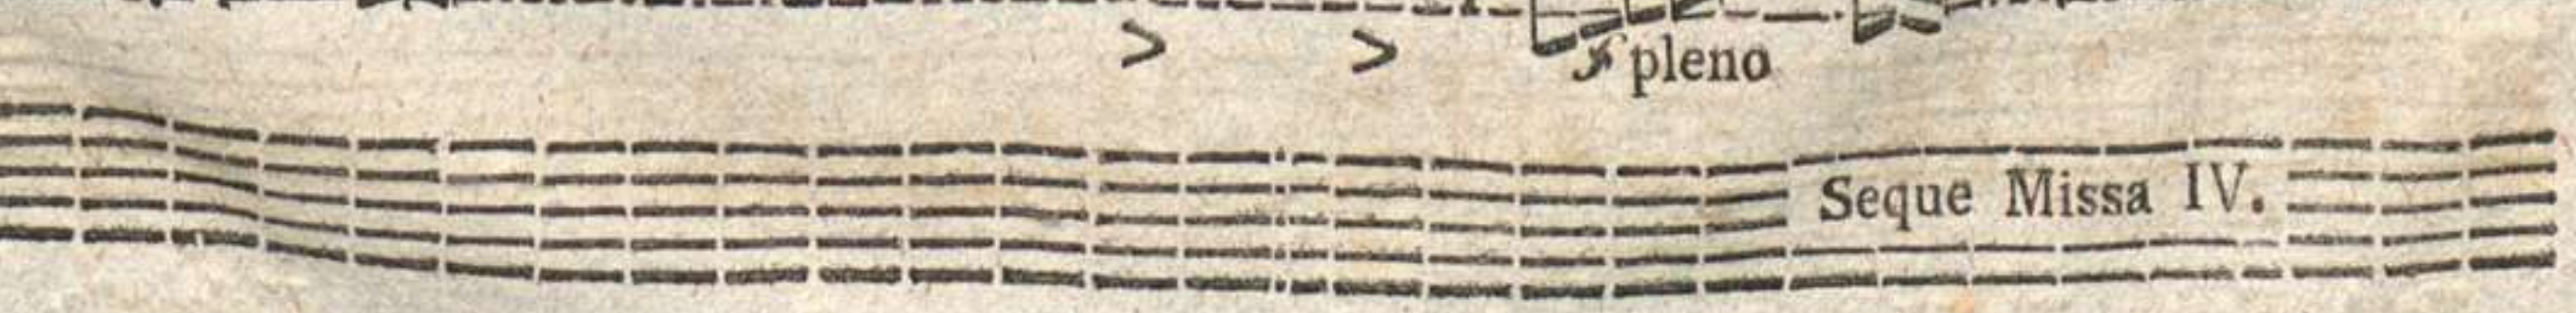 > > f pleno
Seque Missa IV.